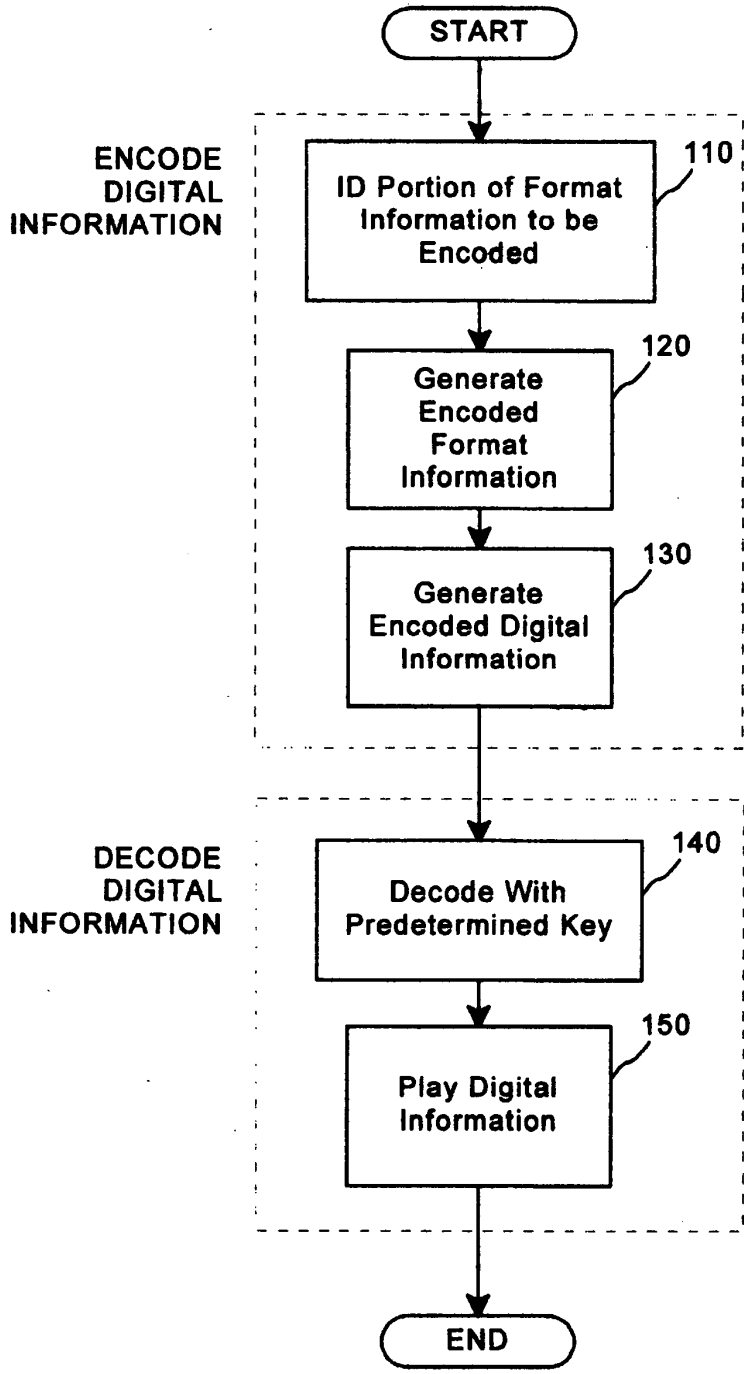 START
ENCODE
DIGITAL
INFORMATION
110
ID Portion of Format
Information to be
Encoded
120
Generate
Encoded
Format
Information
130
Generate
Encoded Digital
Information
DECODE
DIGITAL
INFORMATION
140
Decode With
Predetermined Key
150
Play Digital
Information
END